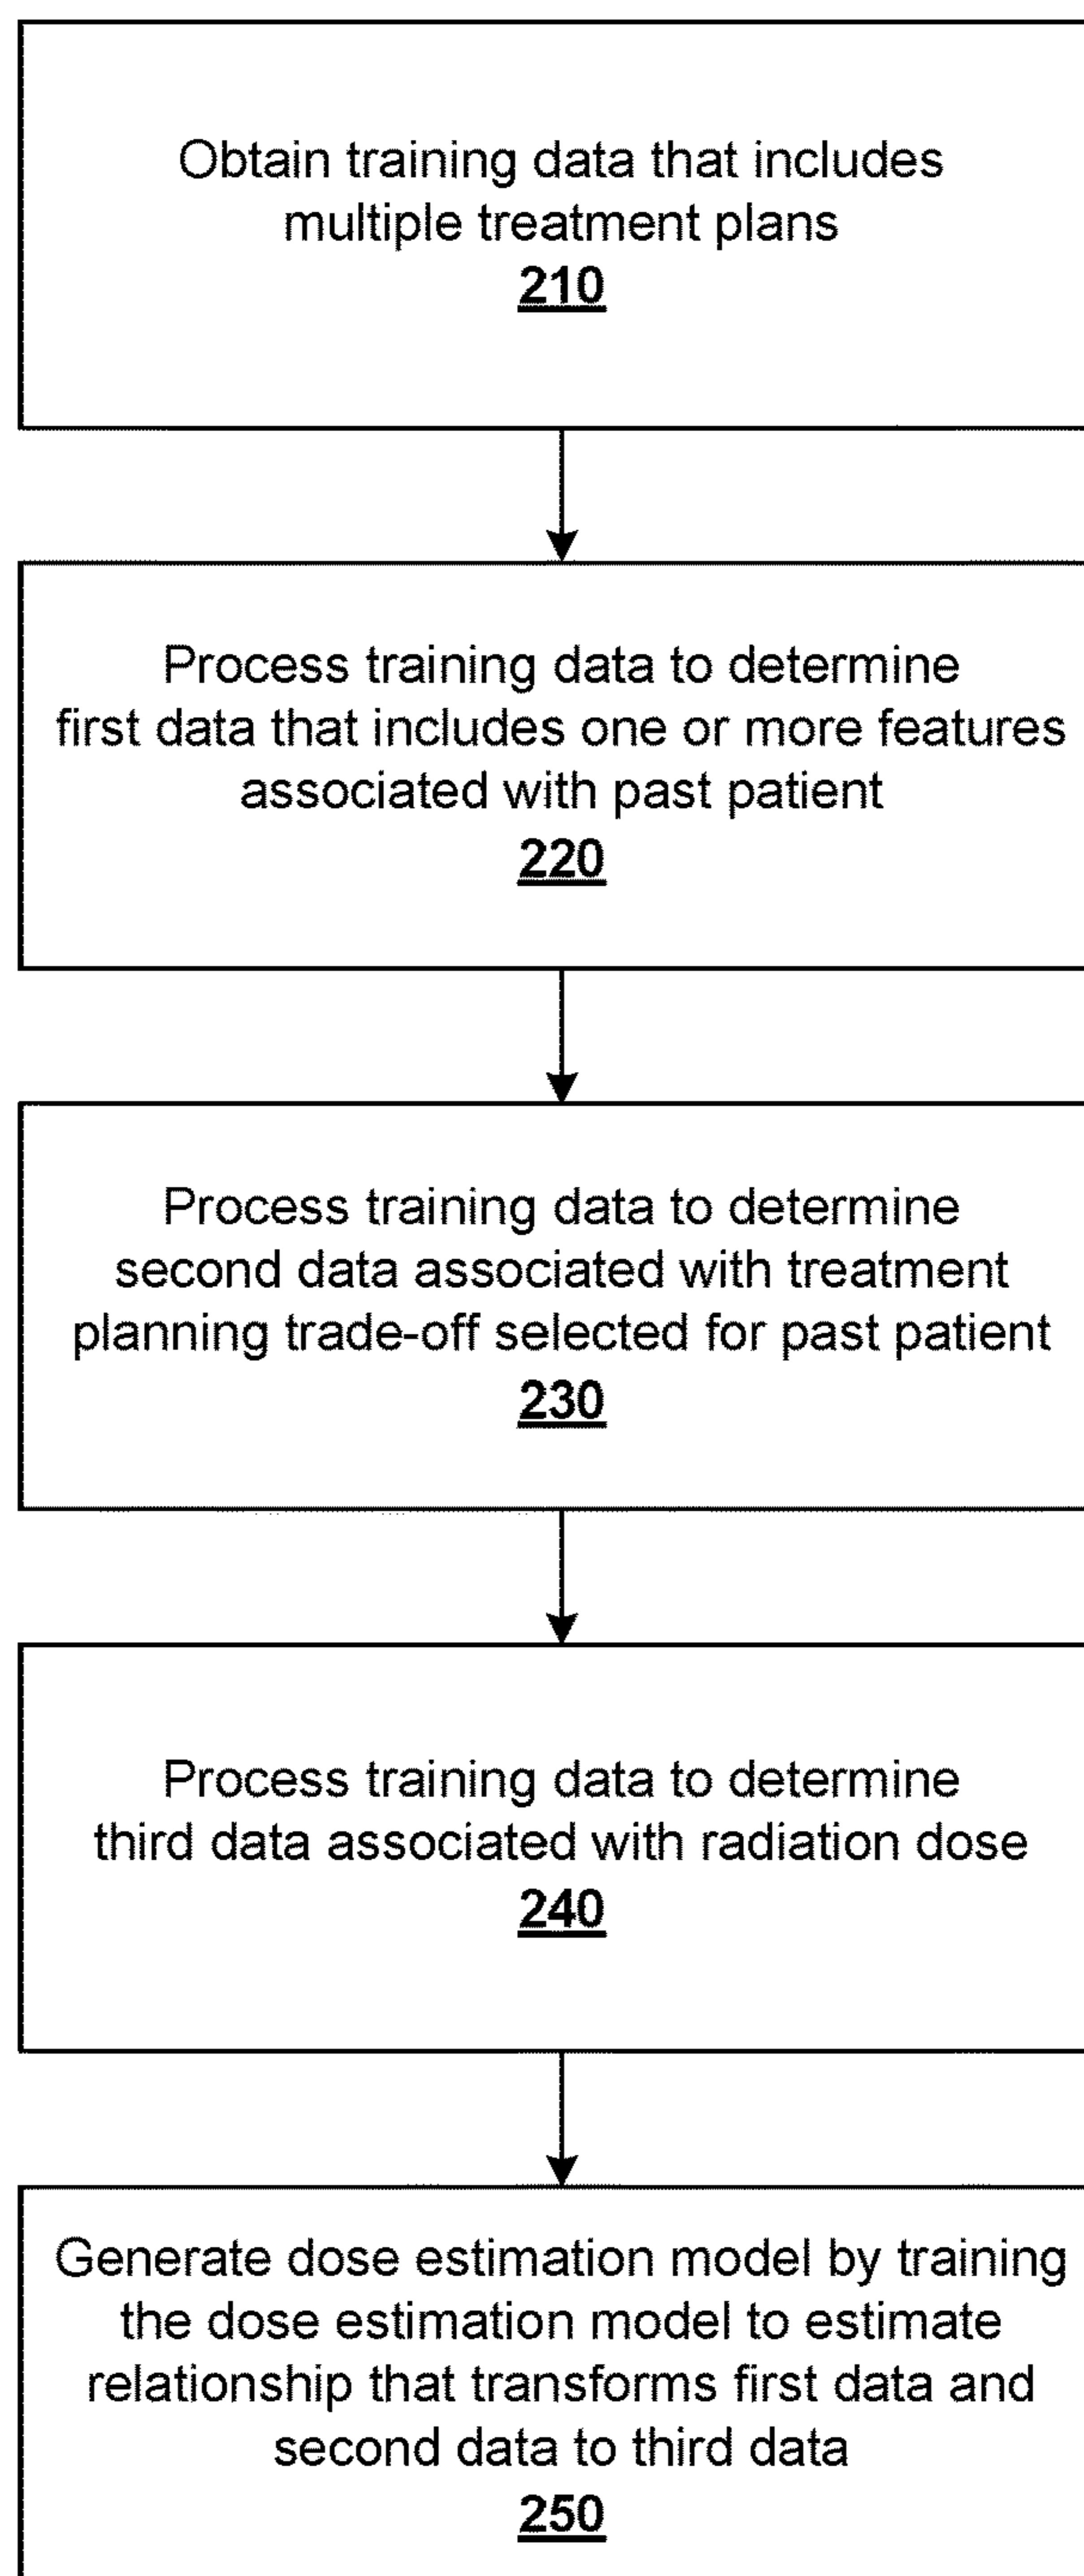 Obtain training data that includes
multiple treatment plans
210
Process training data to determine
first data that includes one or more features
associated with past patient
220
Process training data to determine
second data associated with treatment
planning trade-off selected for past patient
230
Process training data to determine
third data associated with radiation dose
240
Generate dose estimation model by training
the dose estimation model to estimate
relationship that transforms first data and
second data to third data
250